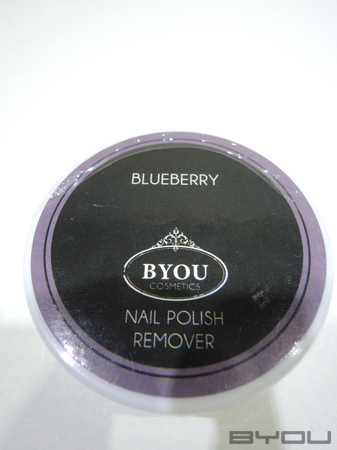 BLUEBERRY
BYOU
COSMETICS
NAIL POLISH
REMOVER
BYOU